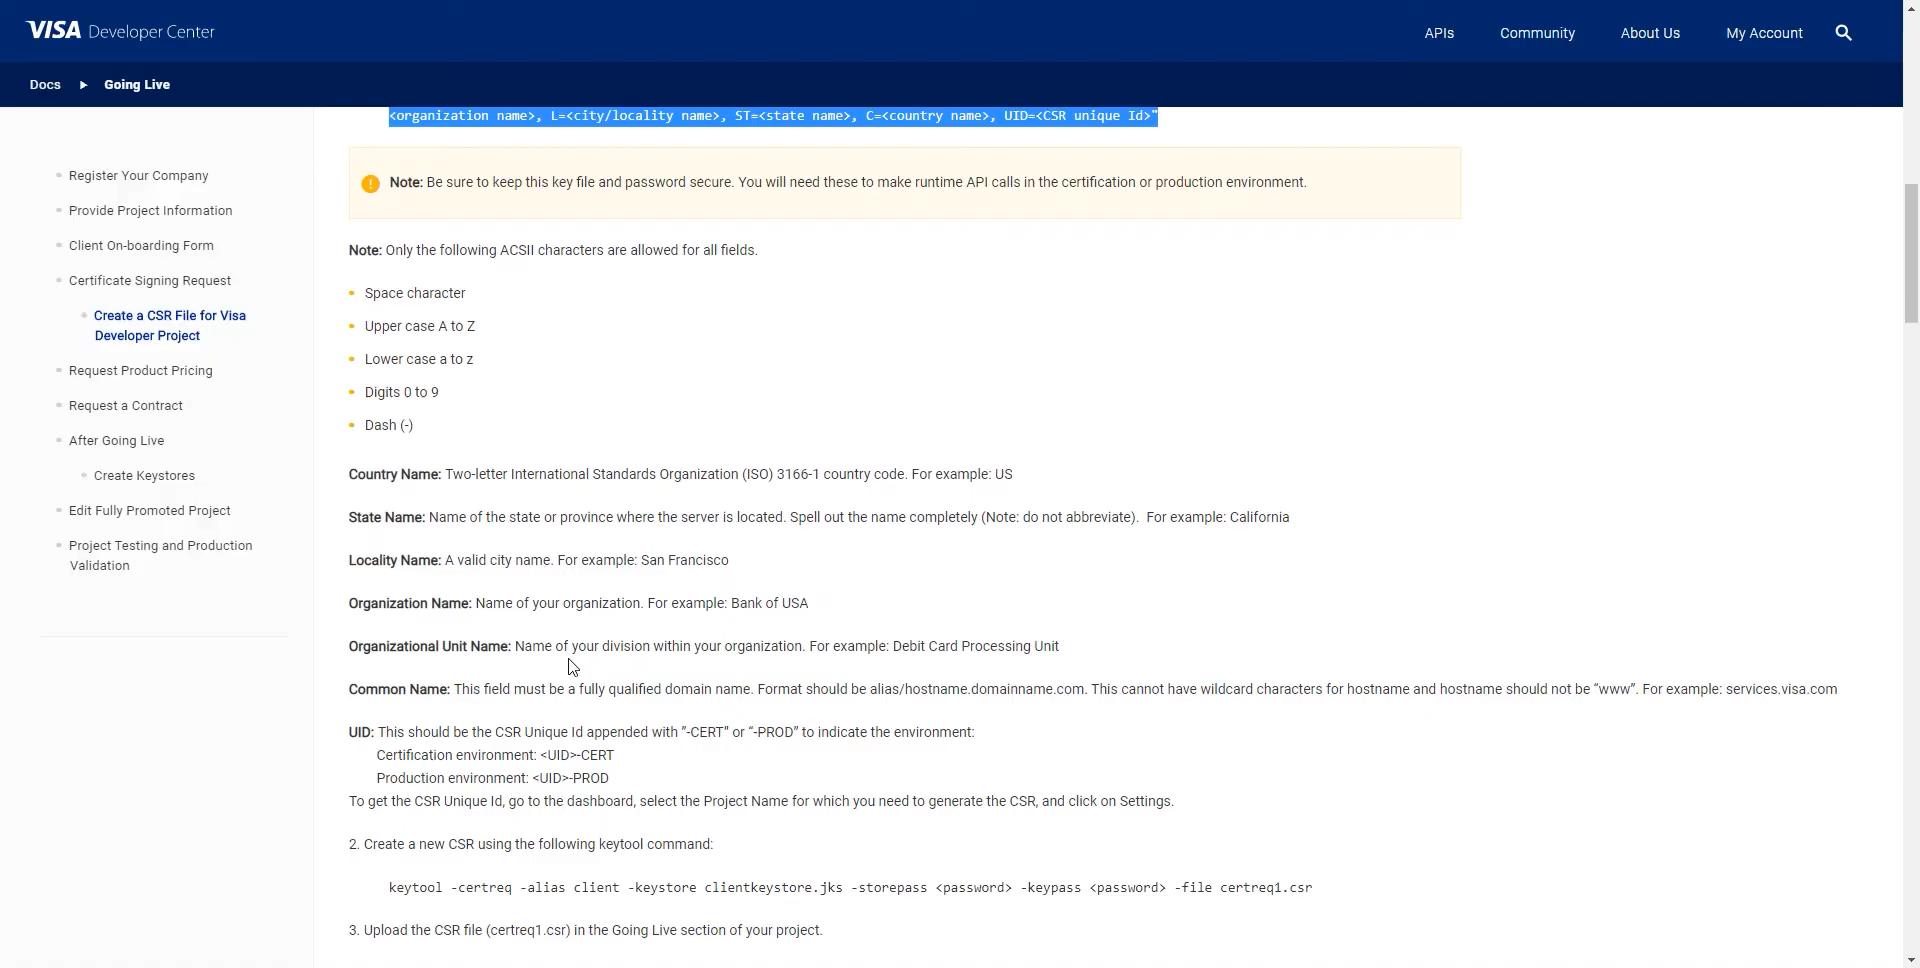 VISA Developer Center
APIs
Community
About Us
My Account
Docs
Going Live
<organization name>, L=<city/locality name>, ST=<state name>, C=<country name>, UID=<CSR unique Id>"
Register Your Company
Provide Project Information
Client On-boarding Form
Certificate Signing Request
Create a CSR File for Visa
Developer Project
Request Product Pricing
Request a Contract
After Going Live
Create Keystores
Edit Fully Promoted Project
Project Testing and Production
Validation
Note: Be sure to keep this key file and password secure. You will need these to make runtime API calls in the certification or production environment.
Note: Only the following ACSII characters are allowed for all fields.
Space character
Upper case A to Z
Lower case a to z
Digits 0 to 9
Dash (-)
Country Name: Two-letter International Standards Organization (ISO) 3166-1 country code. For example: US
State Name: Name of the state or province where the server is located. Spell out the name completely (Note: do not abbreviate). For example: California
Locality Name: A valid city name. For example: San Francisco
Organization Name: Name of your organization. For example: Bank of USA
Organizational Unit Name: Name of your division within your organization. For example: Debit Card Processing Unit
Common Name: This field must be a fully qualified domain name. Format should be alias/hostname.domainname.com. This cannot have wildcard characters for hostname and hostname should not be “www”. For example: services.visa.com
UID: This should be the CSR Unique Id appended with ”-CERT” or “-PROD” to indicate the environment:
Certification environment: <UID>-CERT
Production environment: <UID>-PROD
To get the CSR Unique Id, go to the dashboard, select the Project Name for which you need to generate the CSR, and click on Settings.
2. Create a new CSR using the following keytool command:
keytool -certreq -alias client -keystore clientkeystore.jks -storepass <password> -keypass <password> -file certreq1.csr
3. Upload the CSR file (certreq1.csr) in the Going Live section of your project.